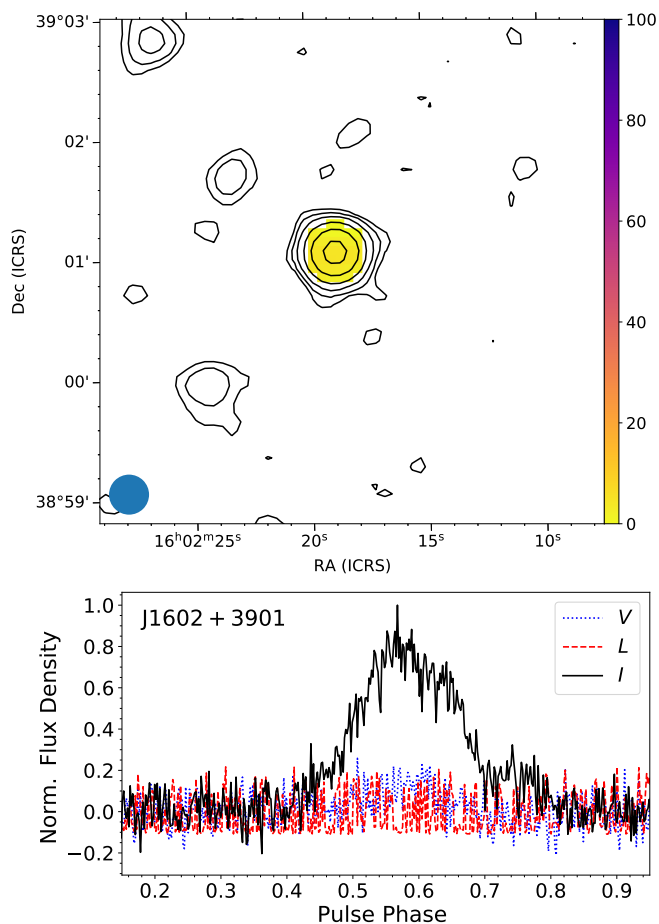 39°03'
02'
01'
00'
38°59'
Dec (ICRS)
16ʰ02ᵐ25ˢ 20ˢ 15ˢ 10ˢ
RA (ICRS)
100
80
60
40
20
0
J1602 + 3901
V
L
I
1.0
0.8
0.6
0.4
0.2
0.0
−0.2
Norm. Flux Density
0.2 0.3 0.4 0.5 0.6 0.7 0.8 0.9
Pulse Phase